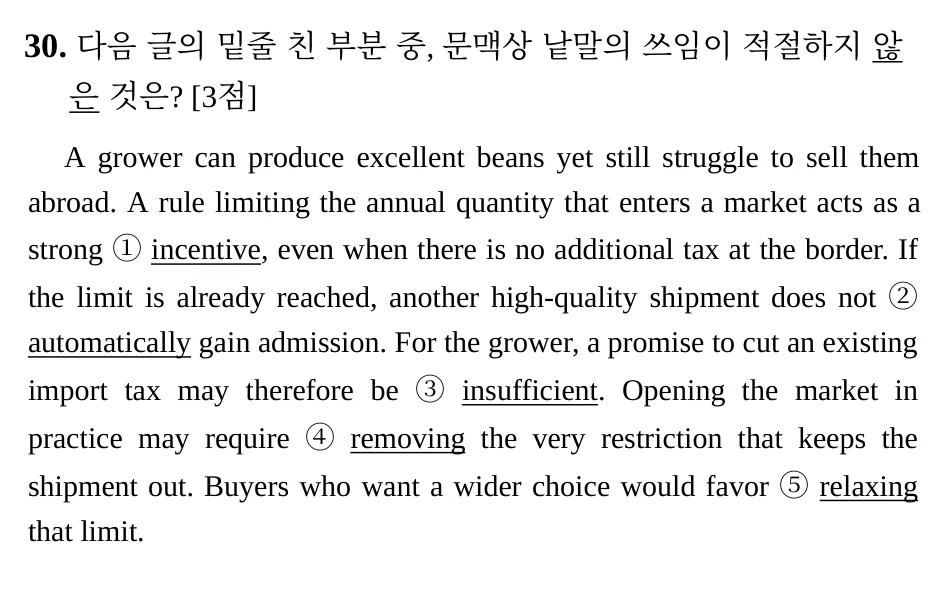 30. 다음 글의 밑줄 친 부분 중, 문맥상 낱말의 쓰임이 적절하지 않
은 것은? [3점]
A grower can produce excellent beans yet still struggle to sell them
abroad. A rule limiting the annual quantity that enters a market acts as a
strong ① incentive, even when there is no additional tax at the border. If
the limit is already reached, another high-quality shipment does not ②
automatically gain admission. For the grower, a promise to cut an existing
import tax may therefore be ③ insufficient. Opening the market in
practice may require ④ removing the very restriction that keeps the
shipment out. Buyers who want a wider choice would favor ⑤ relaxing
that limit.